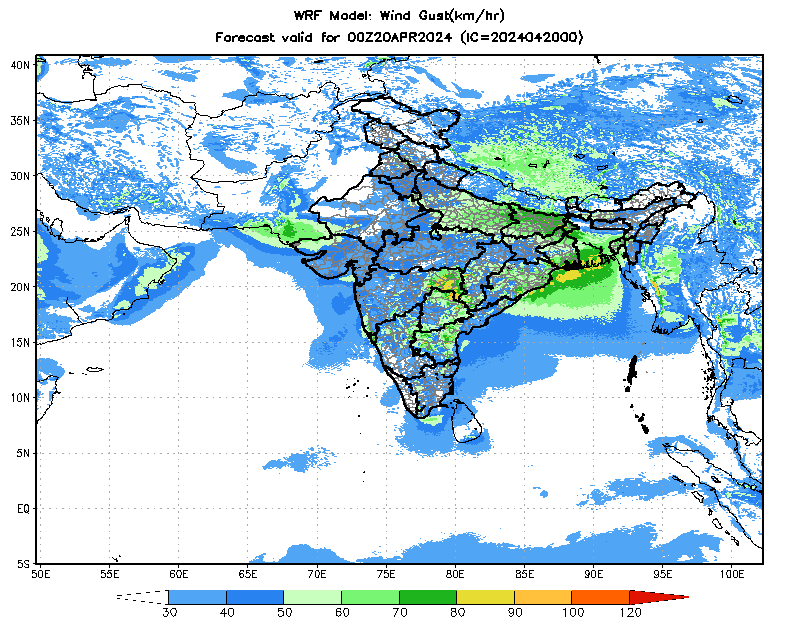 WRF Model: Wind Gust(km/hr)
Forecast valid for 00Z20APR2024 (IC=2024042000)
40N
35N
30N
25N
20N
15N
10N
5N
EQ
5S
50E 55E 60E 65E 70E 75E 80E 85E 90E 95E 100E
30 40 50 60 70 80 90 100 120